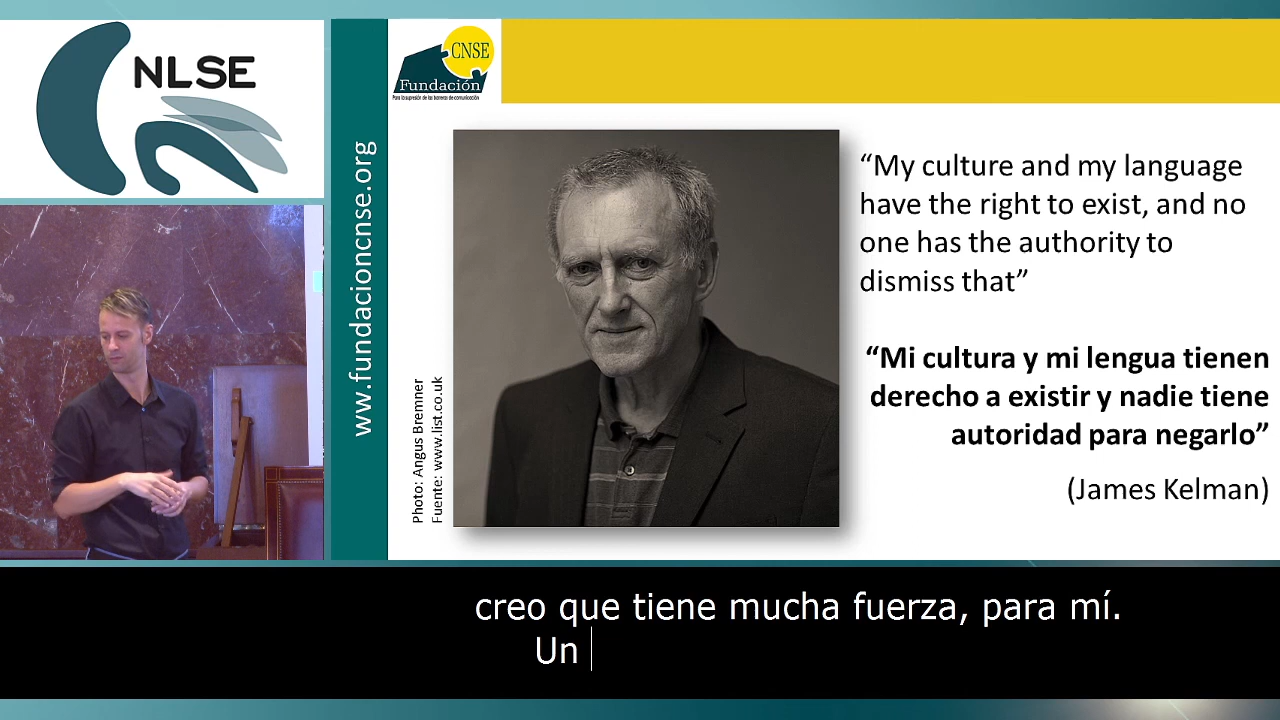 NLSE
CNSE
Fundación
Para la supresión de las barreras de comunicación
www.fundacioncnse.org
Photo: Angus Bremner
Fuente: www.list.co.uk
“My culture and my language
have the right to exist, and no
one has the authority to
dismiss that”
“Mi cultura y mi lengua tienen
derecho a existir y nadie tiene
autoridad para negarlo”
(James Kelman)
creo que tiene mucha fuerza, para mí.
Un